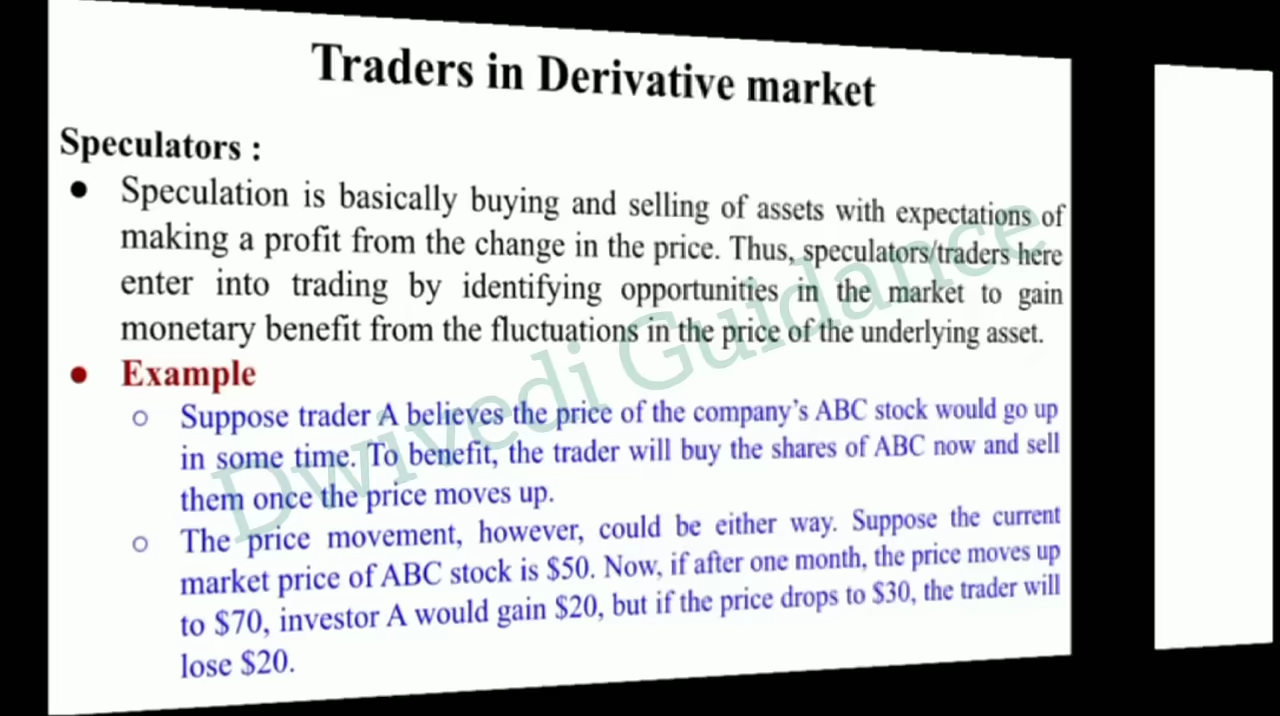 Traders in Derivative market
Speculators :
● Speculation is basically buying and selling of assets with expectations of
making a profit from the change in the price. Thus, speculators/traders here
enter into trading by identifying opportunities in the market to gain
monetary benefit from the fluctuations in the price of the underlying asset.
● Example
○ Suppose trader A believes the price of the company’s ABC stock would go up
in some time. To benefit, the trader will buy the shares of ABC now and sell
them once the price moves up.
○ The price movement, however, could be either way. Suppose the current
market price of ABC stock is $50. Now, if after one month, the price moves up
to $70, investor A would gain $20, but if the price drops to $30, the trader will
lose $20.
Dwivedi Guidance